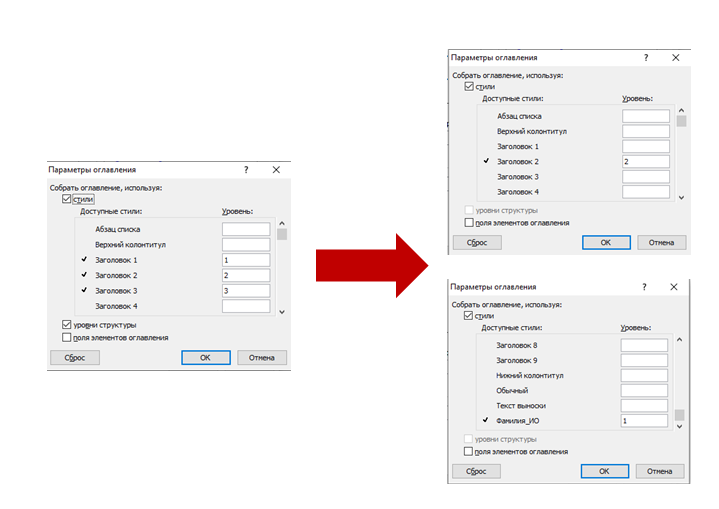 Параметры оглавления ? ×
Собрать оглавление, используя:
стили
Доступные стили: Уровень:
Абзац списка
Верхний колонтитул
Заголовок 1 1
Заголовок 2 2
Заголовок 3 3
Заголовок 4
уровни структуры
поля элементов оглавления
Сброс ОК Отмена
Параметры оглавления ? ×
Собрать оглавление, используя:
стили
Доступные стили: Уровень:
Абзац списка
Верхний колонтитул
Заголовок 1
Заголовок 2 2
Заголовок 3
Заголовок 4
уровни структуры
поля элементов оглавления
Сброс ОК Отмена
Параметры оглавления ? ×
Собрать оглавление, используя:
стили
Доступные стили: Уровень:
Заголовок 8
Заголовок 9
Нижний колонтитул
Обычный
Текст выноски
Фамилия_ИО 1
уровни структуры
поля элементов оглавления
Сброс ОК Отмена